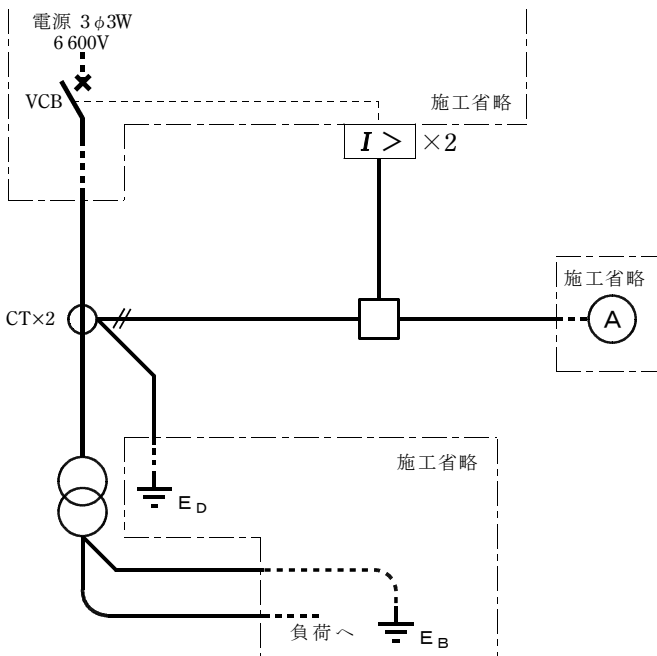 電源 3φ3W
6 600V
VCB
施工省略
I > ×2
施工省略
CT×2
A
施工省略
E D
負荷へ
E B